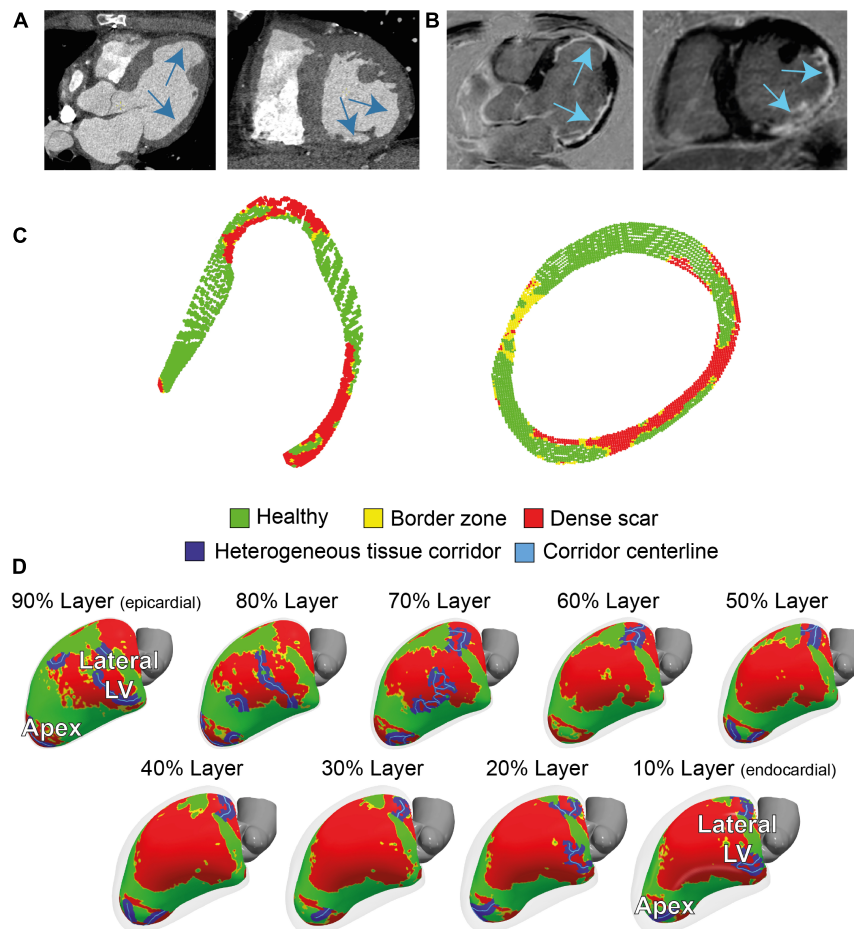 A
B
C
Healthy
Border zone
Dense scar
Heterogeneous tissue corridor
Corridor centerline
D
90% Layer (epicardial)
80% Layer
70% Layer
60% Layer
50% Layer
Lateral
LV
Apex
40% Layer
30% Layer
20% Layer
10% Layer (endocardial)
Lateral
LV
Apex